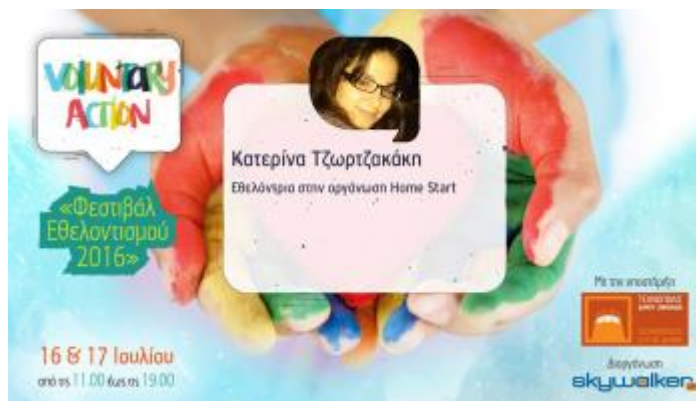 VOLUNTARY
ACTION
«Φεστιβάλ
Εθελοντισμού
2016»
Κατερίνα Τζωρτζακάκη
Εθελόντρια στην οργάνωση Home Start
16 & 17 Ιουλίου
από τις 11.00 έως τις 19.00
Με την υποστήριξη
ΤΕΧΝΟΠΟΛΙΣ
Διοργάνωση
skywalker